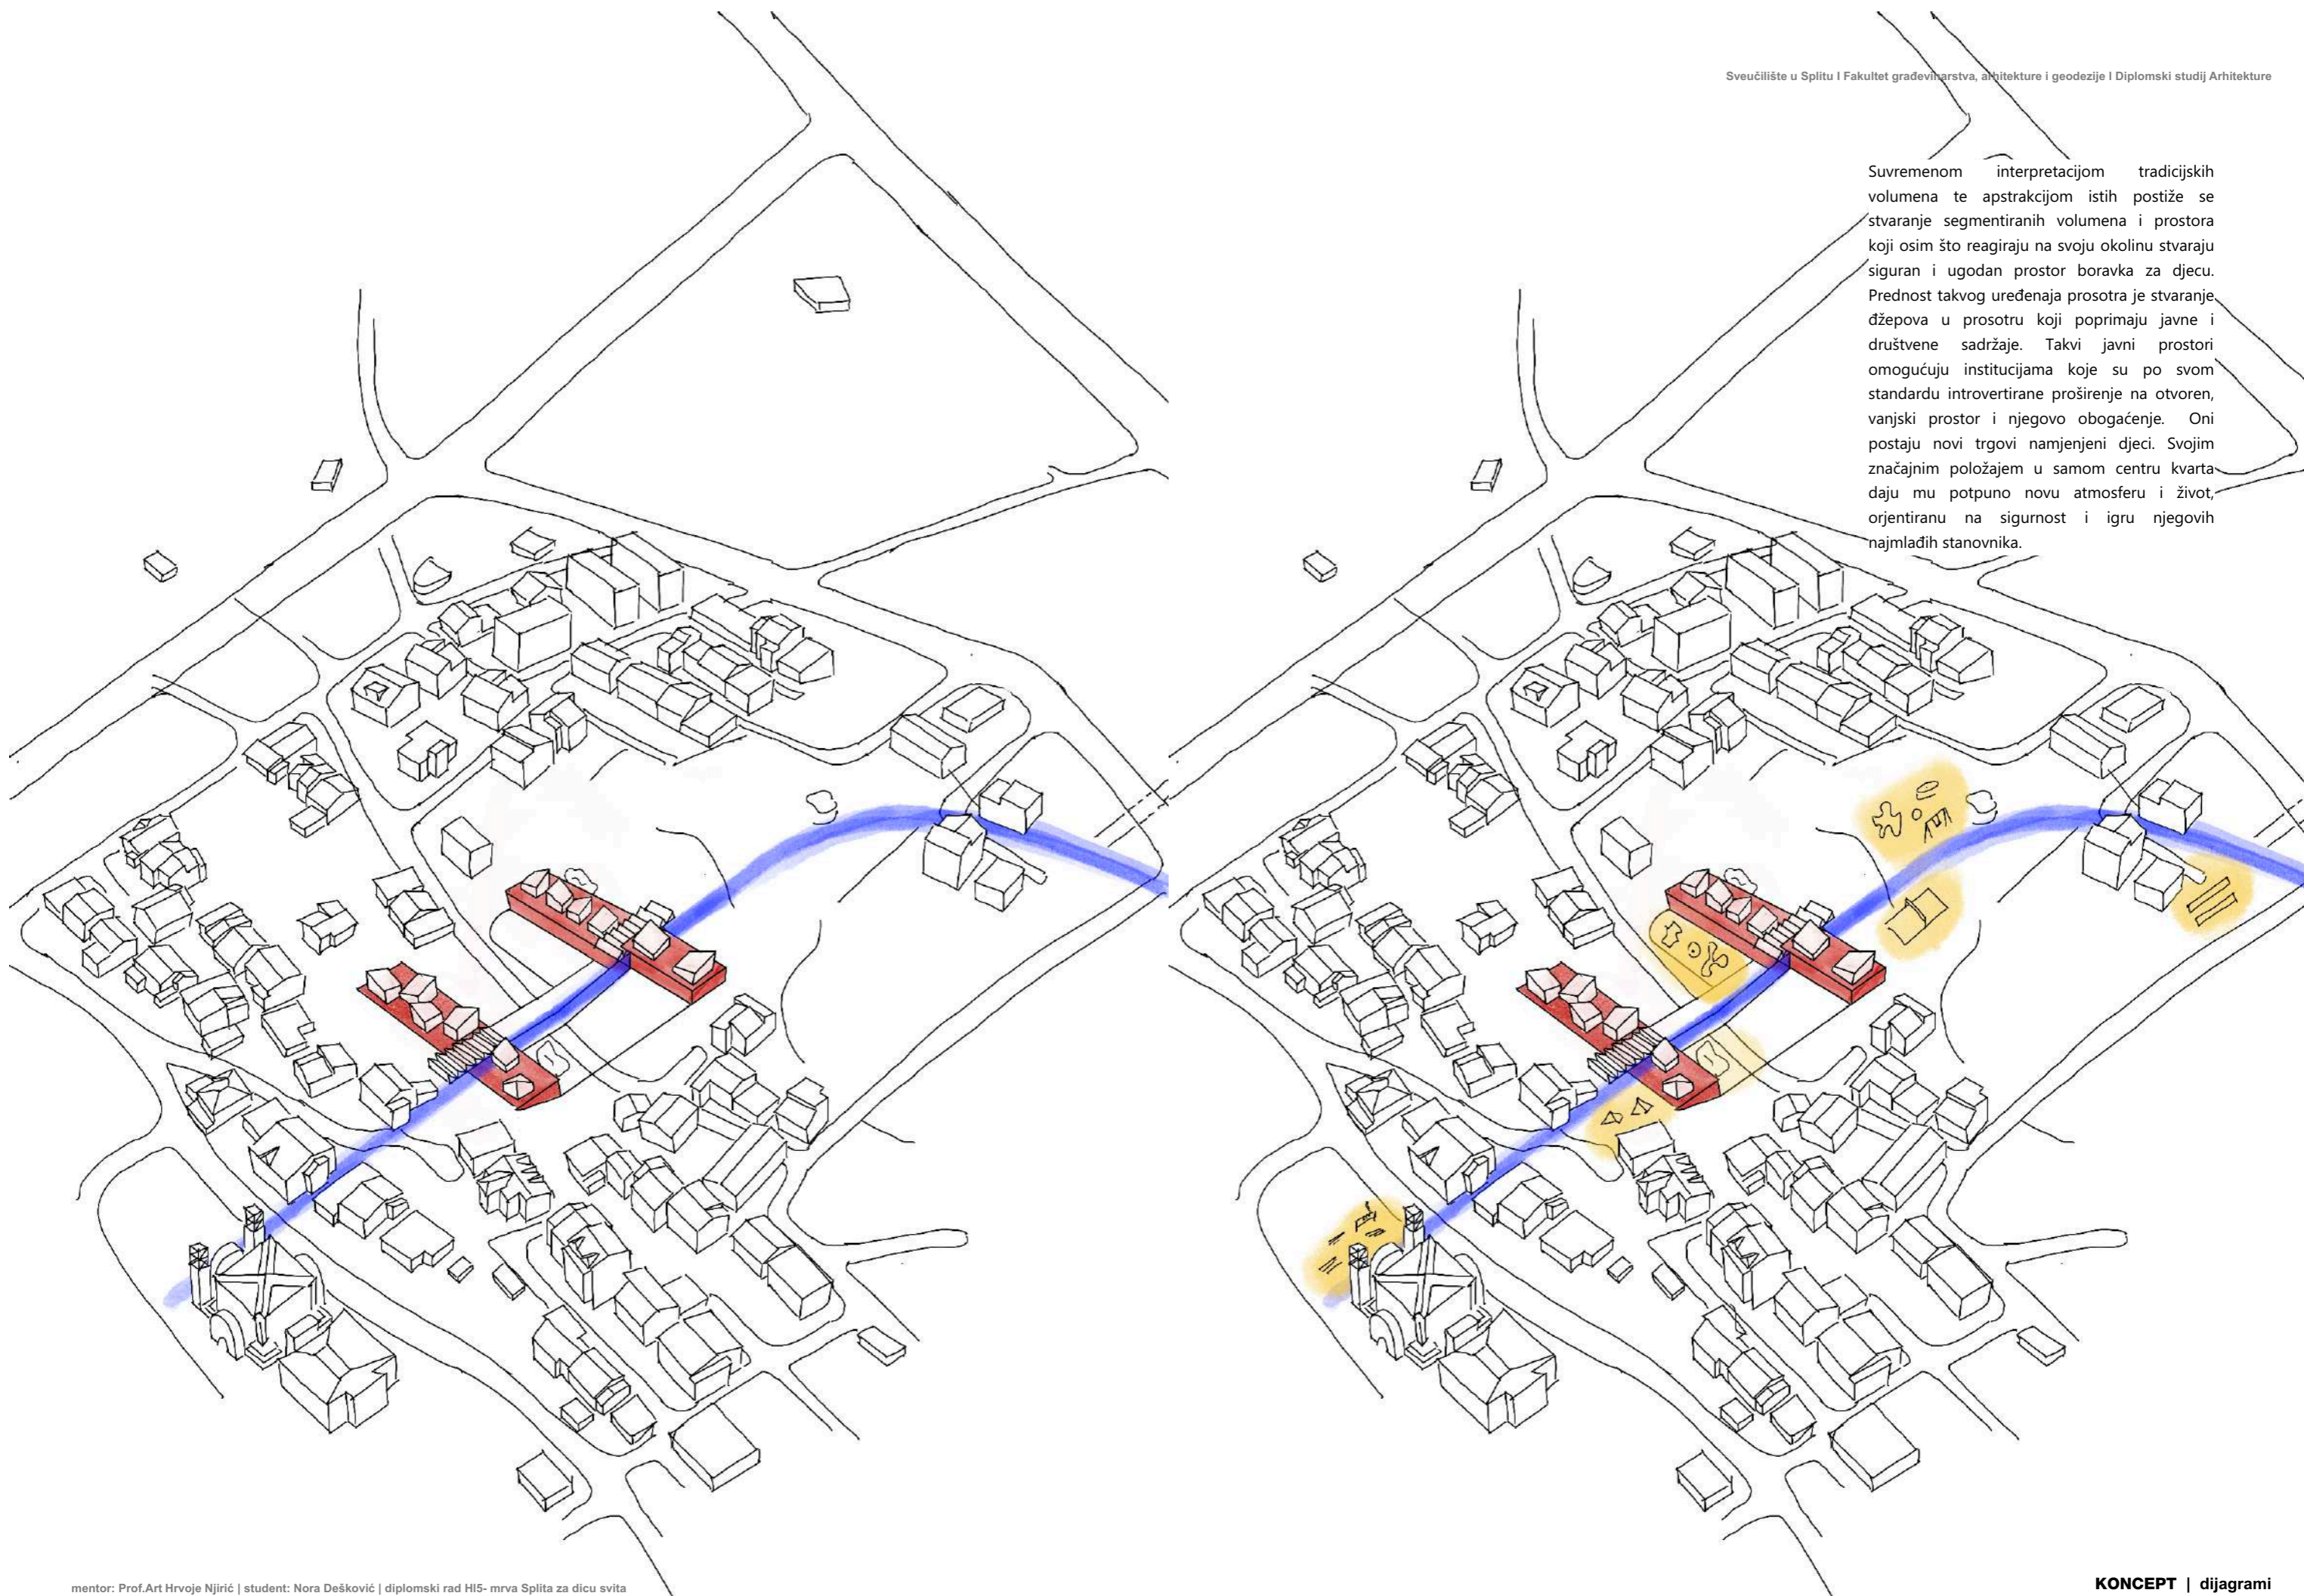 Sveučilište u Splitu I Fakultet građevinarstva, arhitekture i geodezije I Diplomski studij Arhitekture
Suvremenom interpretacijom tradicijskih
volumena te apstrakcijom istih postiže se
stvaranje segmentiranih volumena i prostora
koji osim što reagiraju na svoju okolinu stvaraju
siguran i ugodan prostor boravka za djecu.
Prednost takvog uređenaja prosotra je stvaranje
đžepova u prosotru koji poprimaju javne i
društvene sadržaje. Takvi javni prostori
omogućuju institucijama koje su po svom
standardu introvertirane proširenje na otvoren,
vanjski prostor i njegovo obogaćenje. Oni
postaju novi trgovi namjenjeni djeci. Svojim
značajnim položajem u samom centru kvarta
daju mu potpuno novu atmosferu i život,
orjentiranu na sigurnost i igru njegovih
najmlađih stanovnika.
mentor: Prof.Art Hrvoje Njirić | student: Nora Dešković | diplomski rad HI5- mrva Splita za dicu svita
KONCEPT | dijagrami